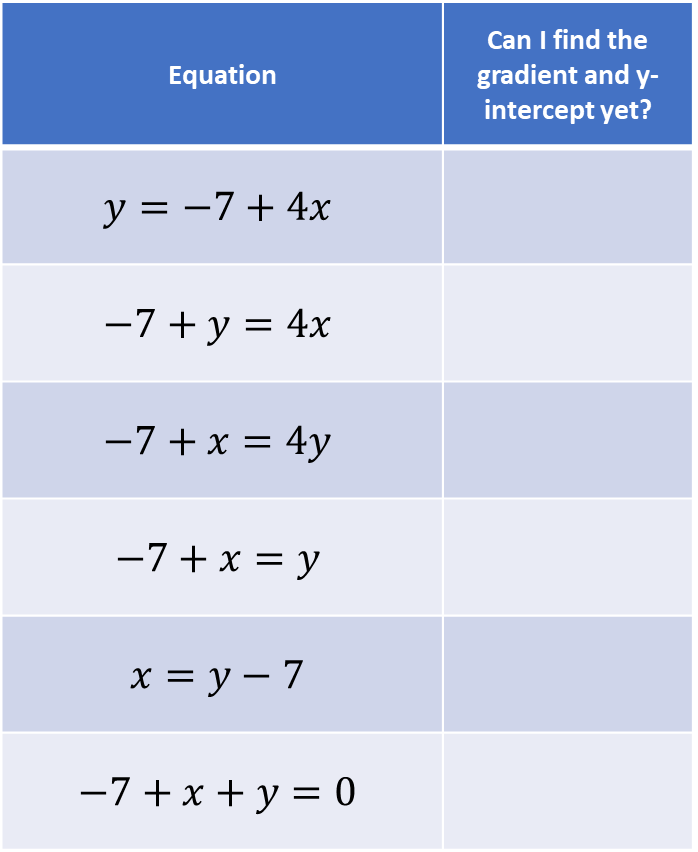 Equation
Can I find the
gradient and y-
intercept yet?
y = −7 + 4x
−7 + y = 4x
−7 + x = 4y
−7 + x = y
x = y − 7
−7 + x + y = 0